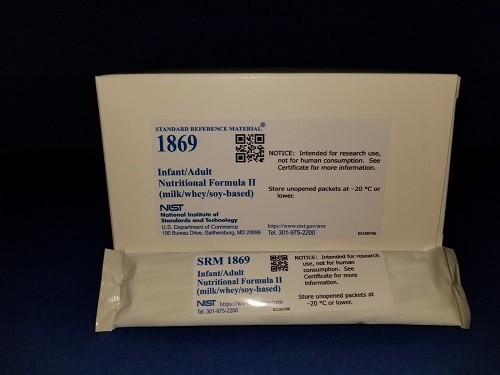 STANDARD REFERENCE MATERIAL®
1869
Infant/Adult
Nutritional Formula II
(milk/whey/soy-based)
NIST
National Institute of
Standards and Technology
U.S. Department of Commerce
100 Bureau Drive, Gaithersburg, MD 20899
NOTICE: Intended for research use,
not for human consumption. See
Certificate for more information.
Store unopened packets at −20 °C or
lower.
https://www.nist.gov/srm
Tel. 301-975-2200
SRM 1869
Infant/Adult
Nutritional Formula II
(milk/whey/soy-based)
NIST https://www.nist.gov/srm
Tel. 301-975-2200
NOTICE: Intended for research
use, not for human
consumption. See
Certificate for more
information.
Store unopened packets at
−20 °C or lower.